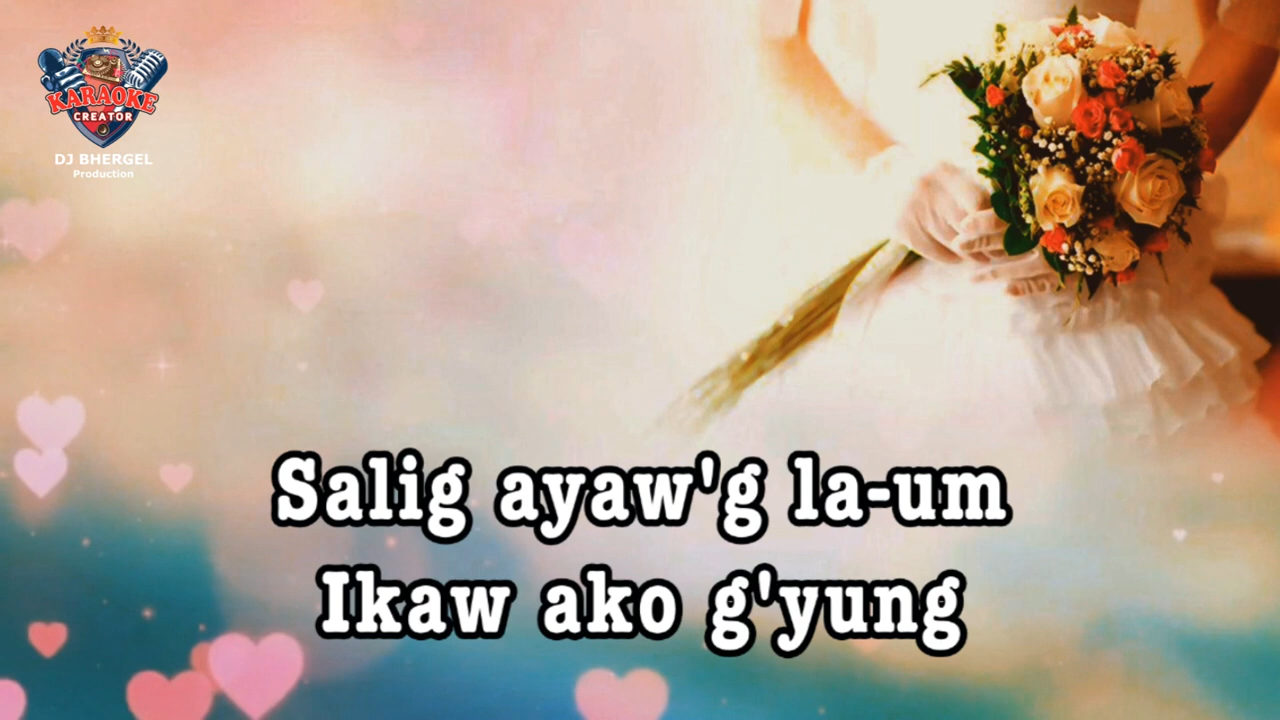 KARAOKE
CREATOR
DJ BHERGEL
Production
Salig ayaw'g la-um
Ikaw ako g'yung